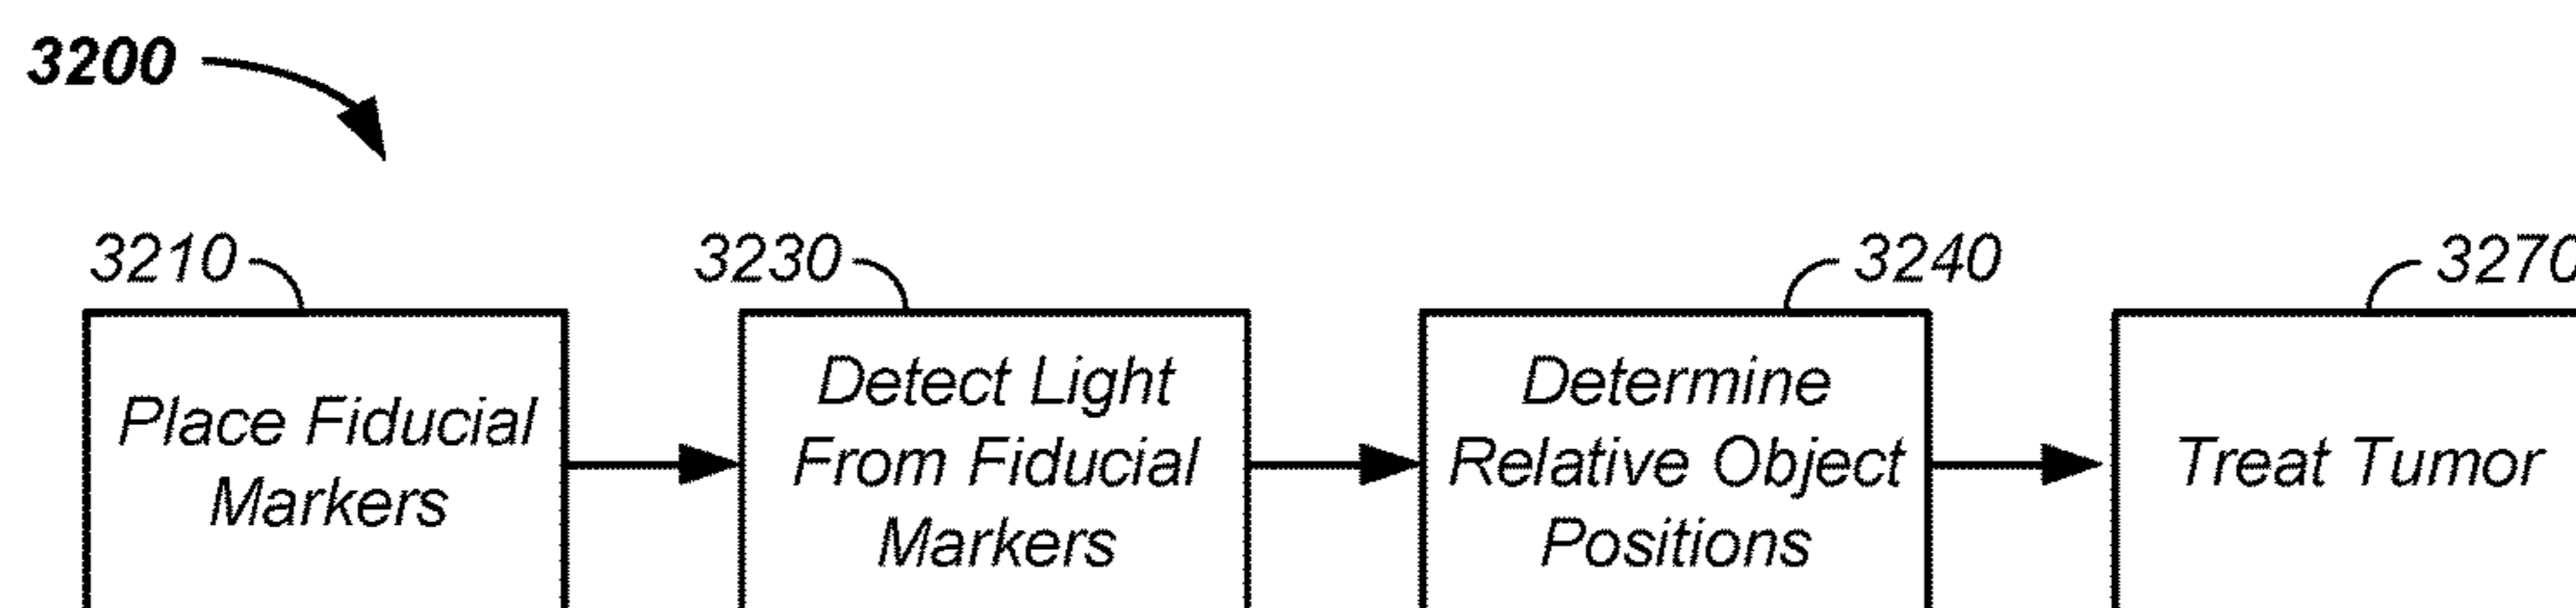 3200
3210
3230
3240
3270
Place Fiducial
Markers
Detect Light
From Fiducial
Markers
Determine
Relative Object
Positions
Treat Tumor